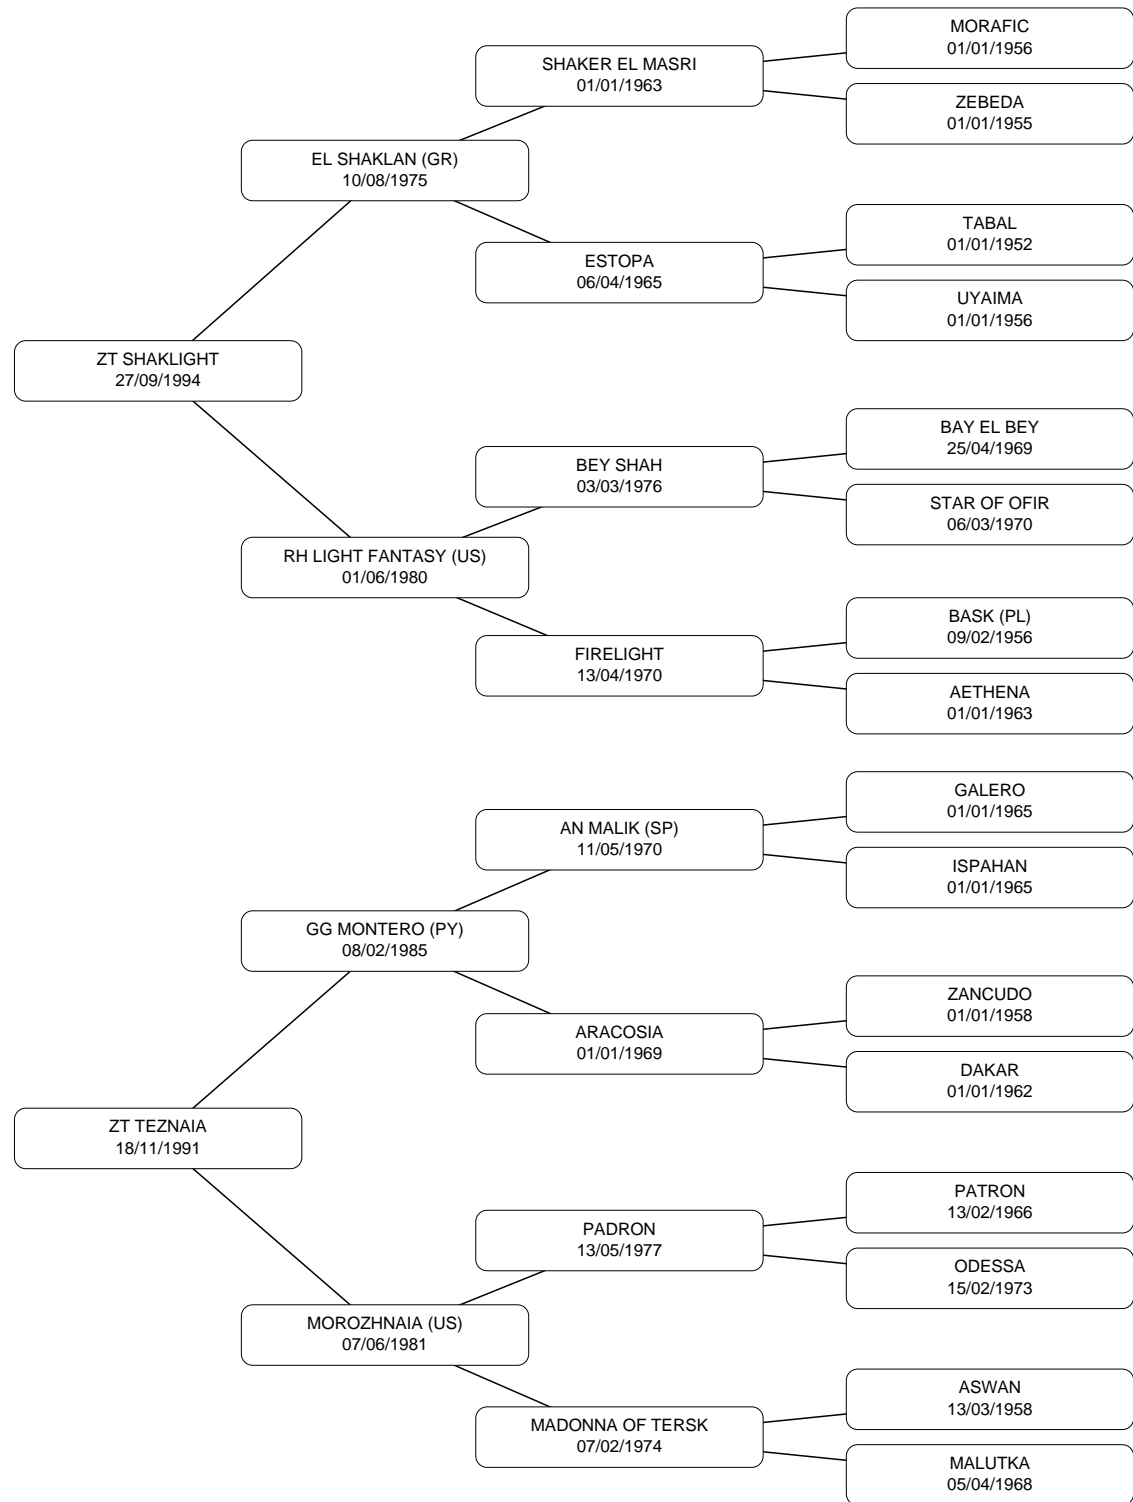 MORAFIC
01/01/1956
SHAKER EL MASRI
01/01/1963
ZEBEDA
01/01/1955
EL SHAKLAN (GR)
10/08/1975
TABAL
01/01/1952
ESTOPA
06/04/1965
UYAIMA
01/01/1956
ZT SHAKLIGHT
27/09/1994
BAY EL BEY
25/04/1969
BEY SHAH
03/03/1976
STAR OF OFIR
06/03/1970
RH LIGHT FANTASY (US)
01/06/1980
BASK (PL)
09/02/1956
FIRELIGHT
13/04/1970
AETHENA
01/01/1963
GALERO
01/01/1965
AN MALIK (SP)
11/05/1970
ISPAHAN
01/01/1965
GG MONTERO (PY)
08/02/1985
ZANCUDO
01/01/1958
ARACOSIA
01/01/1969
DAKAR
01/01/1962
ZT TEZNAIA
18/11/1991
PATRON
13/02/1966
PADRON
13/05/1977
ODESSA
15/02/1973
MOROZHNAIA (US)
07/06/1981
ASWAN
13/03/1958
MADONNA OF TERSK
07/02/1974
MALUTKA
05/04/1968